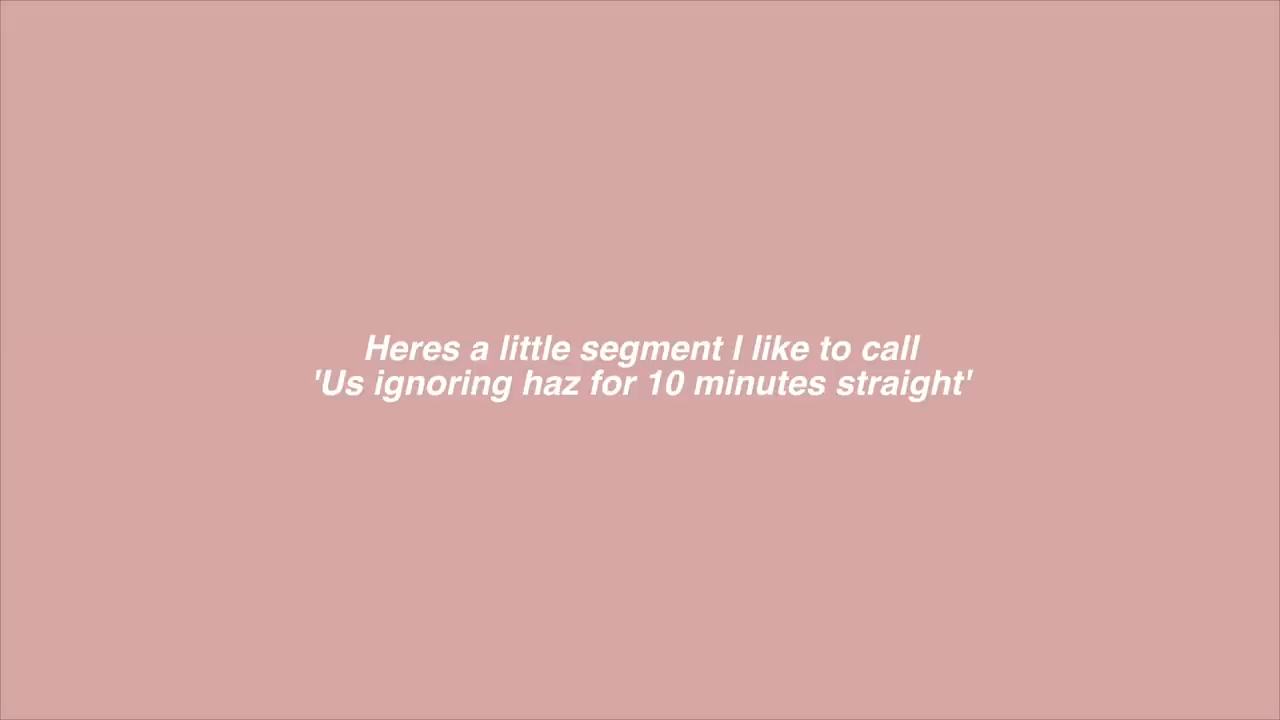 Heres a little segment I like to call
'Us ignoring haz for 10 minutes straight'